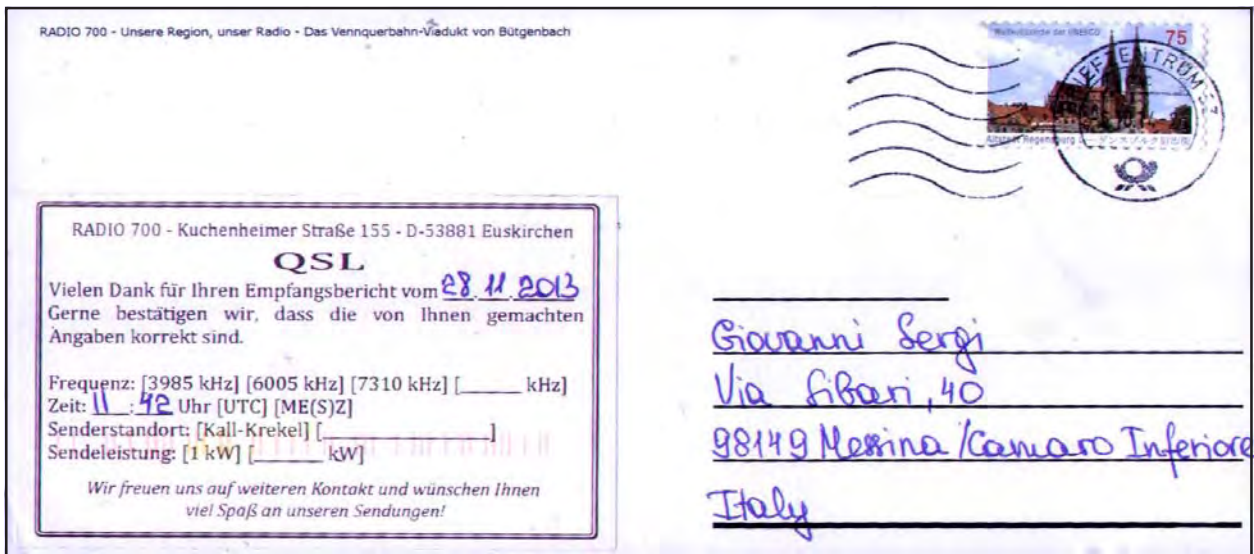 RADIO 700 - Unsere Region, unser Radio - Das Vennquerbahn-Viadukt von Bütgenbach
75
Altstadt Regensburg
RADIO 700 - Kuchenheimer Straße 155 - D-53881 Euskirchen
QSL
Vielen Dank für Ihren Empfangsbericht vom 28.11.2013
Gerne bestätigen wir, dass die von Ihnen gemachten
Angaben korrekt sind.
Frequenz: [3985 kHz] [6005 kHz] [7310 kHz] [______ kHz]
Zeit: 11:42 Uhr [UTC] [ME(S)Z]
Senderstandort: [Kall-Krekel] [________________]
Sendeleistung: [1 kW] [______ kW]
Wir freuen uns auf weiteren Kontakt und wünschen Ihnen
viel Spaß an unseren Sendungen!
Giovanni Sergi
Via Sibari, 40
98149 Messina/Camaro Inferiore
Italy